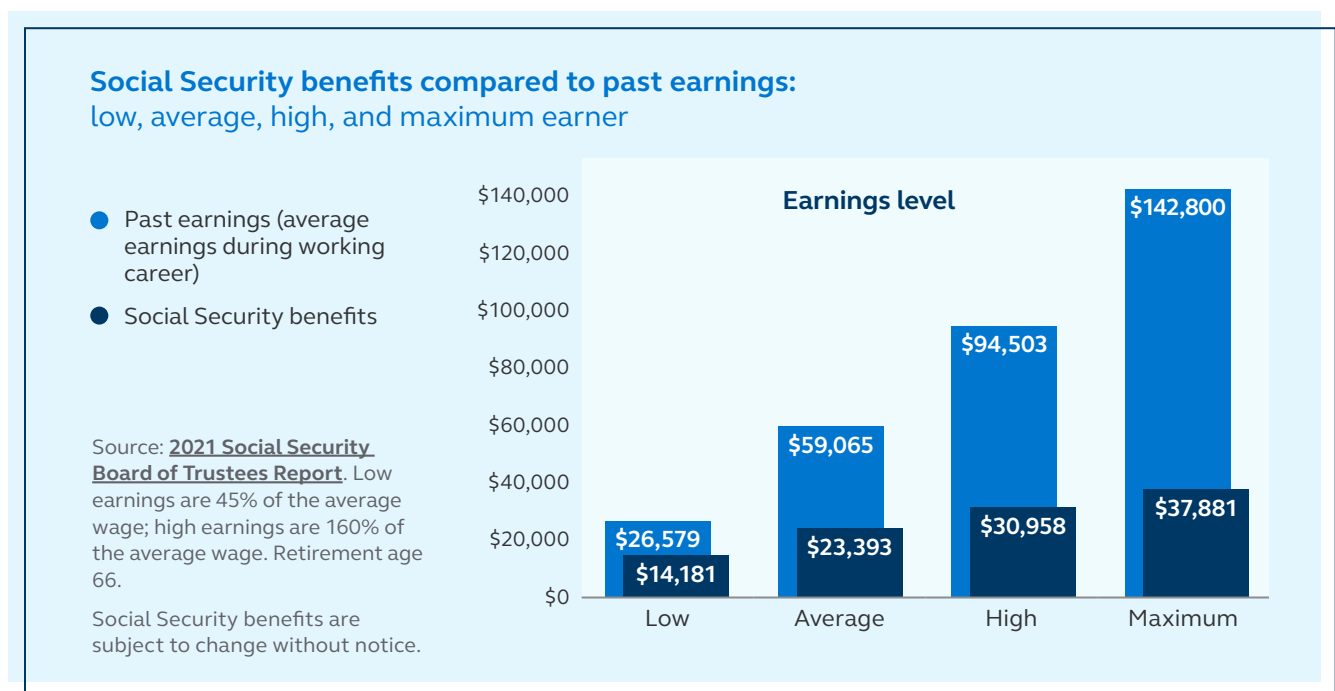 Social Security benefits compared to past earnings:
low, average, high, and maximum earner
Past earnings (average
earnings during working
career)
Social Security benefits
Source: 2021 Social Security
Board of Trustees Report. Low
earnings are 45% of the average
wage; high earnings are 160% of
the average wage. Retirement age
66.
Social Security benefits are
subject to change without notice.
Earnings level
$140,000
$120,000
$100,000
$80,000
$60,000
$40,000
$20,000
$0
$26,579
$14,181
$59,065
$23,393
$94,503
$30,958
$142,800
$37,881
Low
Average
High
Maximum